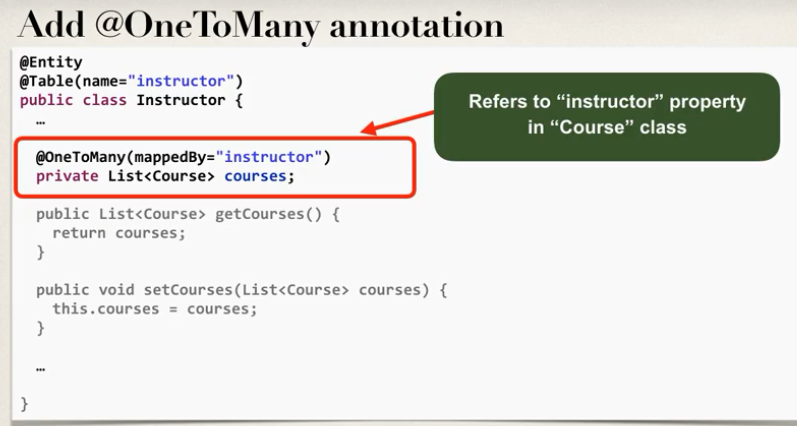 Add @OneToMany annotation
@Entity
@Table(name="instructor")
public class Instructor {
…
@OneToMany(mappedBy="instructor")
private List<Course> courses;
public List<Course> getCourses() {
return courses;
}
public void setCourses(List<Course> courses) {
this.courses = courses;
}
…
}
Refers to “instructor” property
in “Course” class